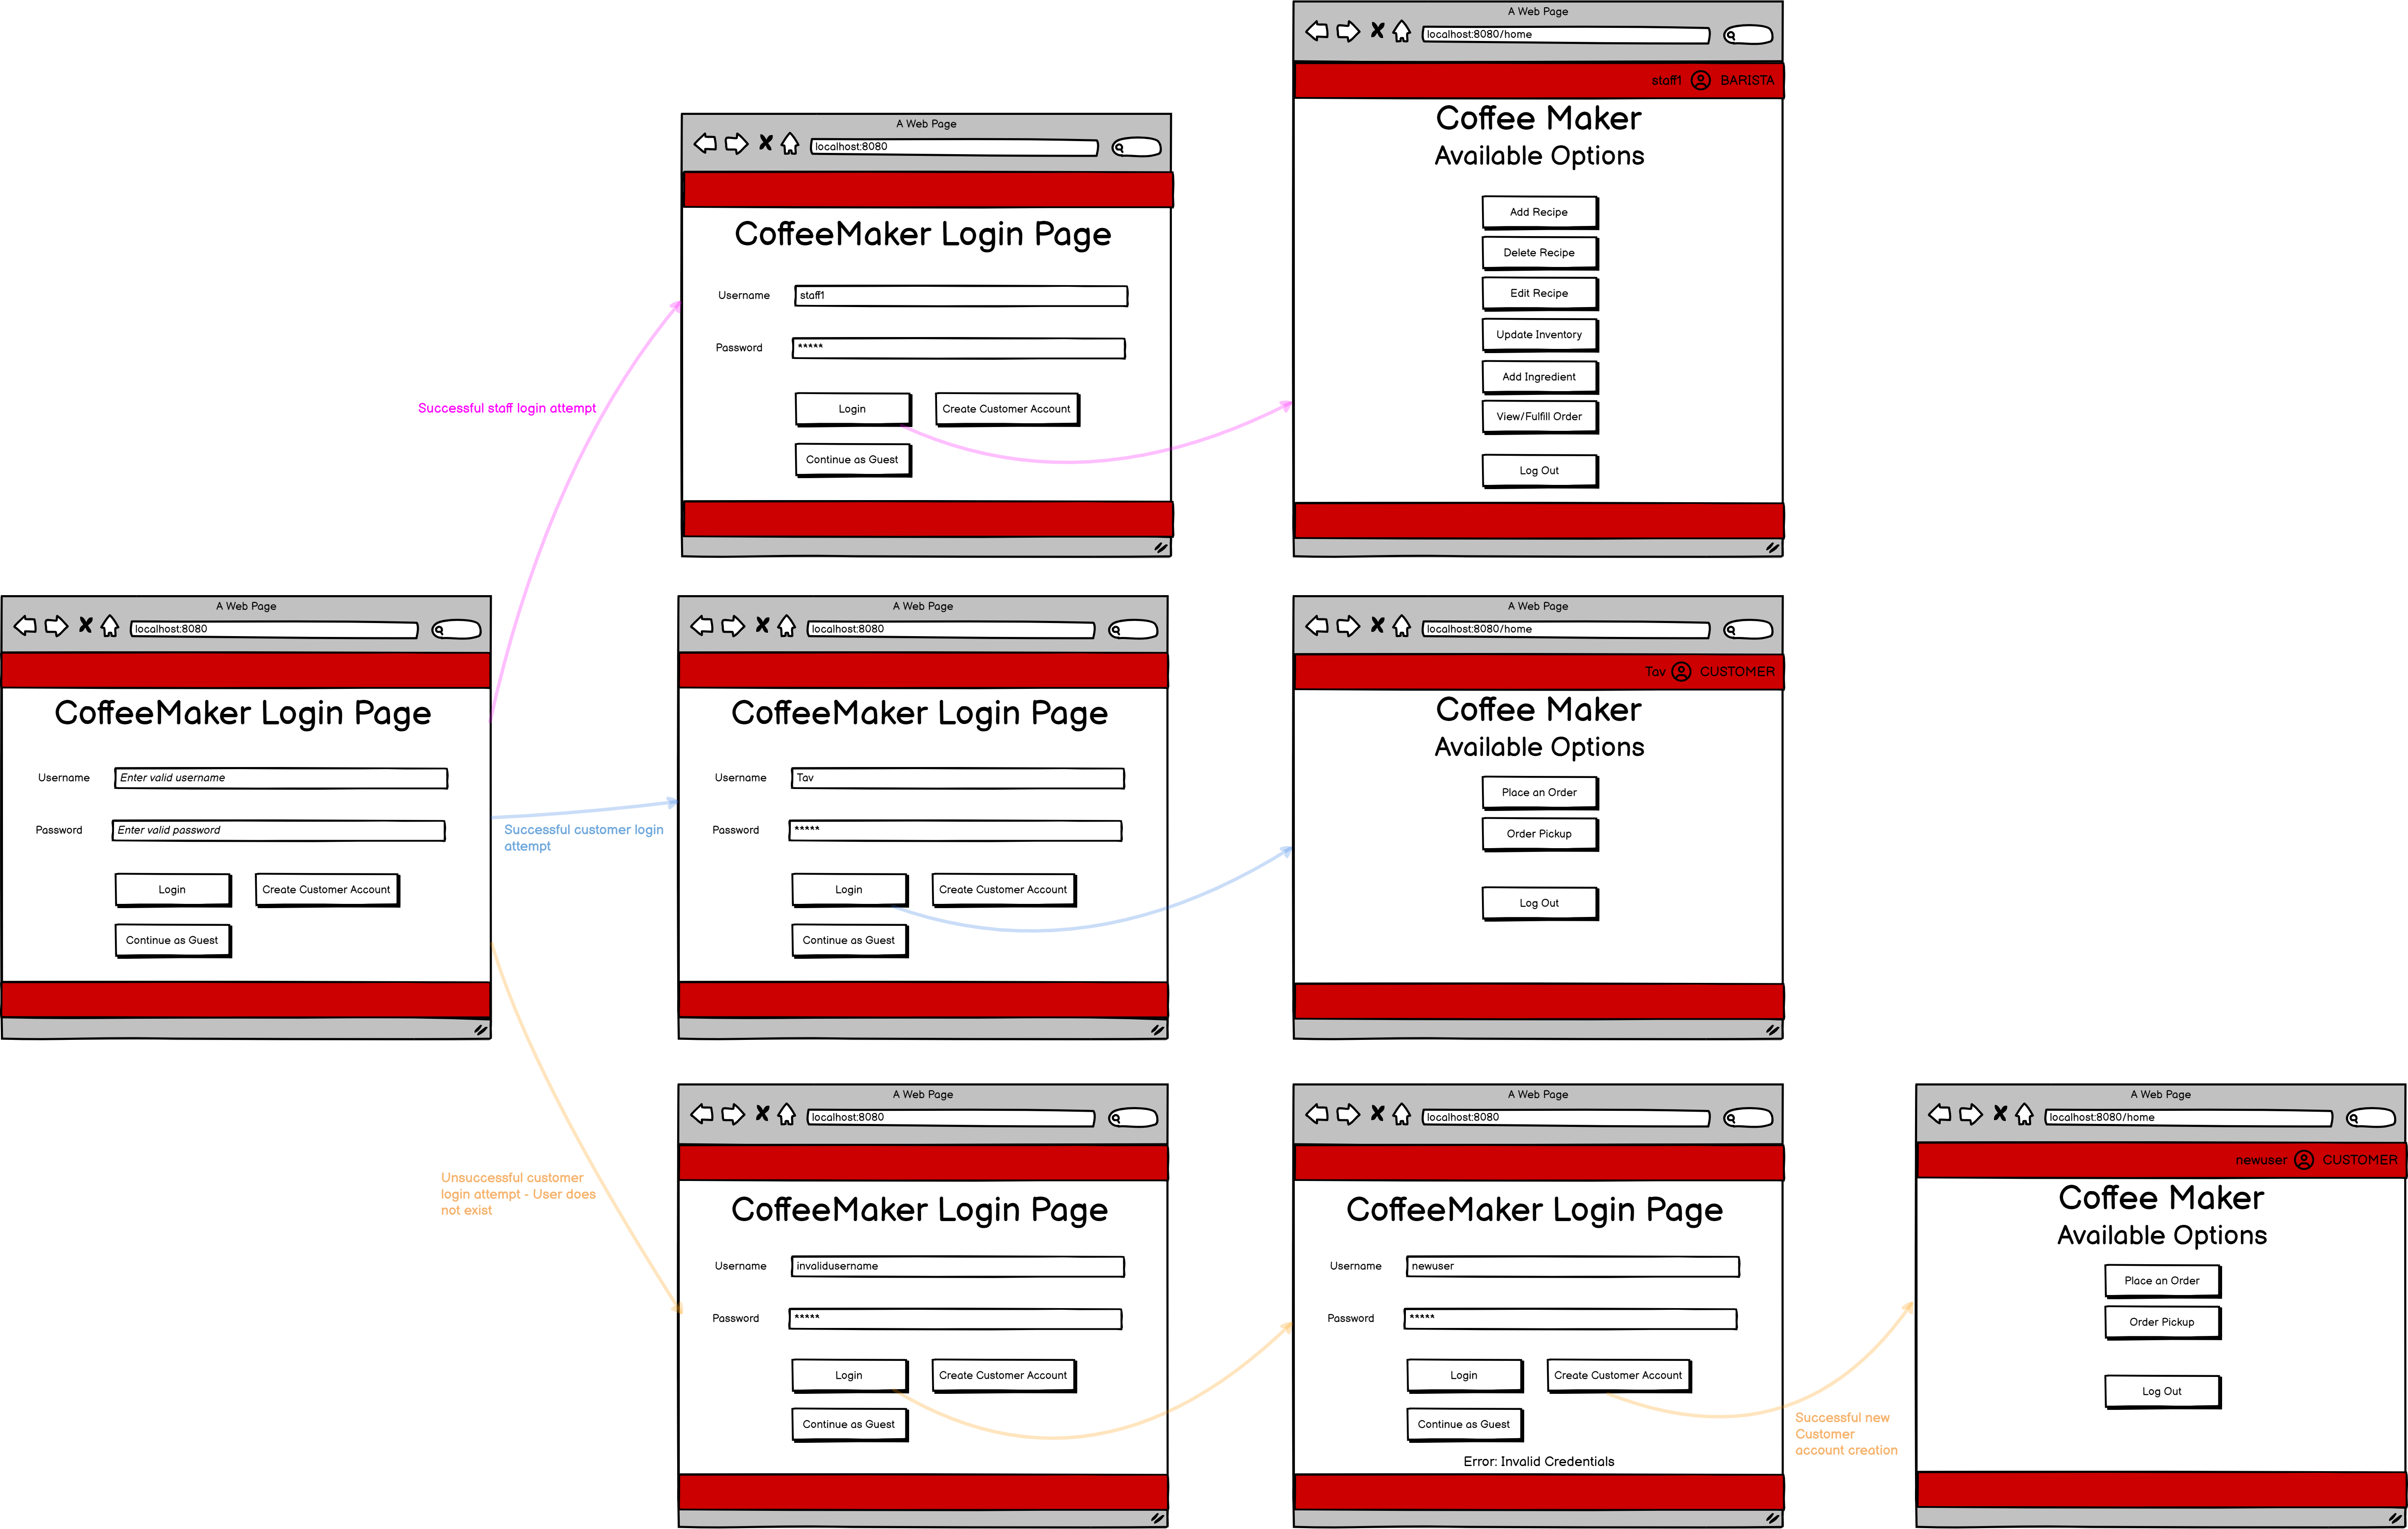 A Web Page
localhost:8080/home
staff1 BARISTA
Coffee Maker
Available Options
Add Recipe
Delete Recipe
Edit Recipe
Update Inventory
Add Ingredient
View/Fulfill Order
Log Out
A Web Page
localhost:8080
CoffeeMaker Login Page
Username staff1
Password *****
Login Create Customer Account
Continue as Guest
Successful staff login attempt
A Web Page
localhost:8080
CoffeeMaker Login Page
Username Enter valid username
Password Enter valid password
Login Create Customer Account
Continue as Guest
Successful customer login
attempt
A Web Page
localhost:8080
CoffeeMaker Login Page
Username Tav
Password *****
Login Create Customer Account
Continue as Guest
A Web Page
localhost:8080/home
Tav CUSTOMER
Coffee Maker
Available Options
Place an Order
Order Pickup
Log Out
Unsuccessful customer
login attempt - User does
not exist
A Web Page
localhost:8080
CoffeeMaker Login Page
Username invalidusername
Password *****
Login Create Customer Account
Continue as Guest
A Web Page
localhost:8080
CoffeeMaker Login Page
Username newuser
Password *****
Login Create Customer Account
Continue as Guest
Error: Invalid Credentials
Successful new
Customer
account creation
A Web Page
localhost:8080/home
newuser CUSTOMER
Coffee Maker
Available Options
Place an Order
Order Pickup
Log Out